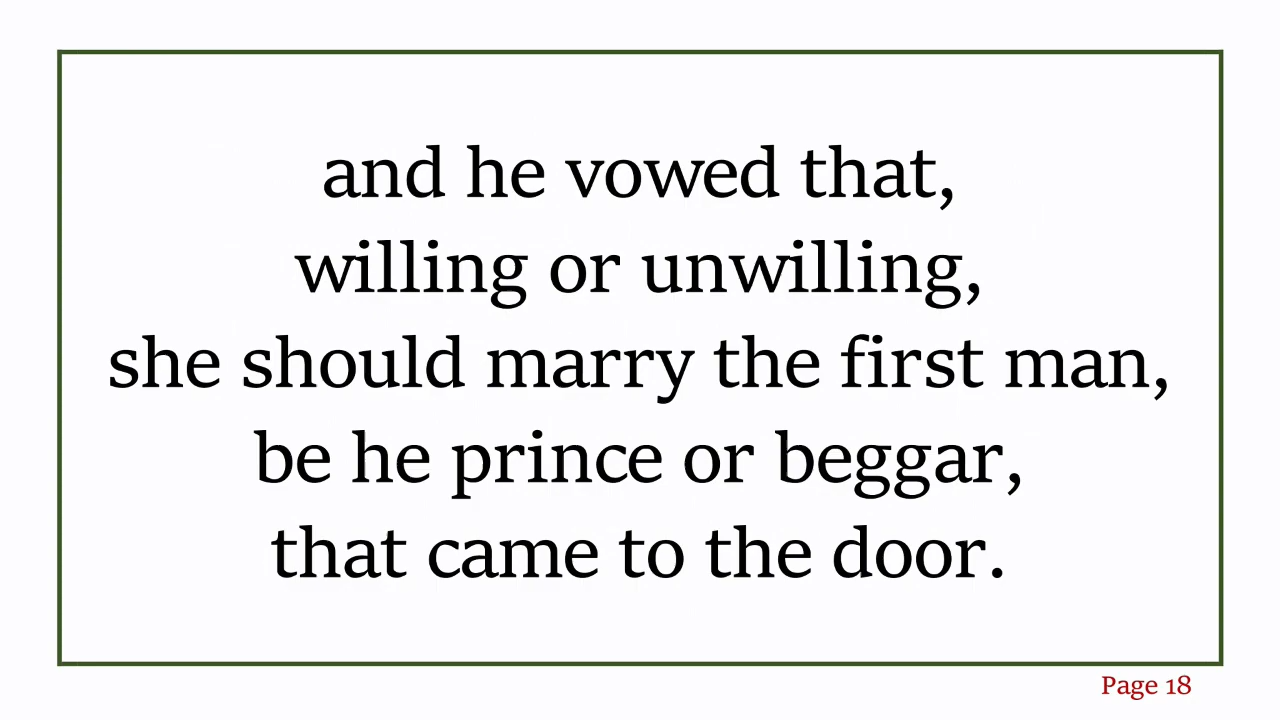 and he vowed that,
willing or unwilling,
she should marry the first man,
be he prince or beggar,
that came to the door.
Page 18